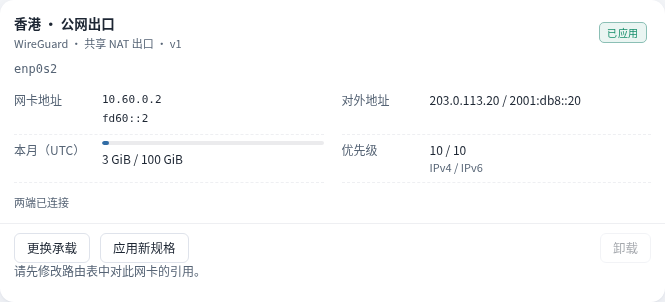 香港 · 公网出口
已应用
WireGuard · 共享 NAT 出口 · v1
enp0s2
网卡地址
10.60.0.2
fd60::2
对外地址
203.0.113.20 / 2001:db8::20
本月（UTC）
3 GiB / 100 GiB
优先级
10 / 10
IPv4 / IPv6
两端已连接
更换承载
应用新规格
卸载
请先修改路由表中对此网卡的引用。